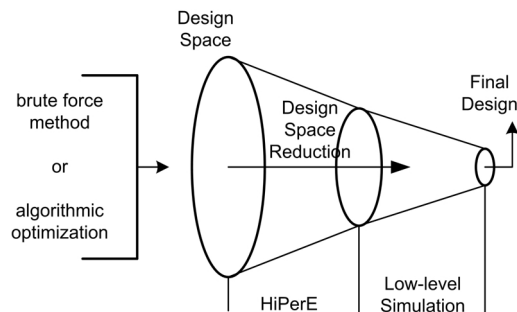 Design
Space
brute force
method
or
algorithmic
optimization
Design
Space
Reduction
Final
Design
HiPerE
Low-level
Simulation